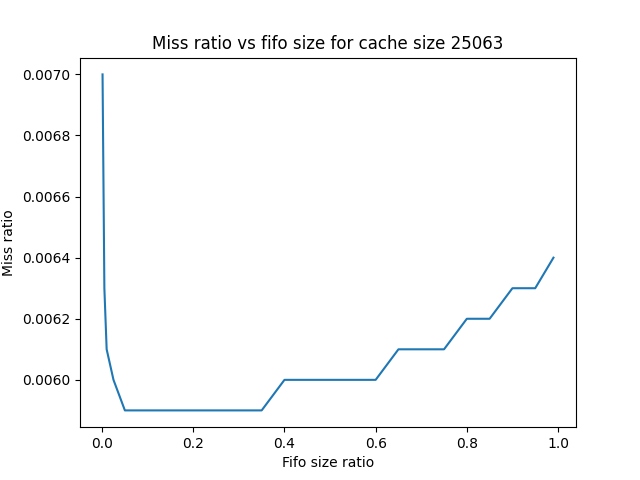 Miss ratio vs fifo size for cache size 25063
Miss ratio
0.0070
0.0068
0.0066
0.0064
0.0062
0.0060
0.0 0.2 0.4 0.6 0.8 1.0
Fifo size ratio